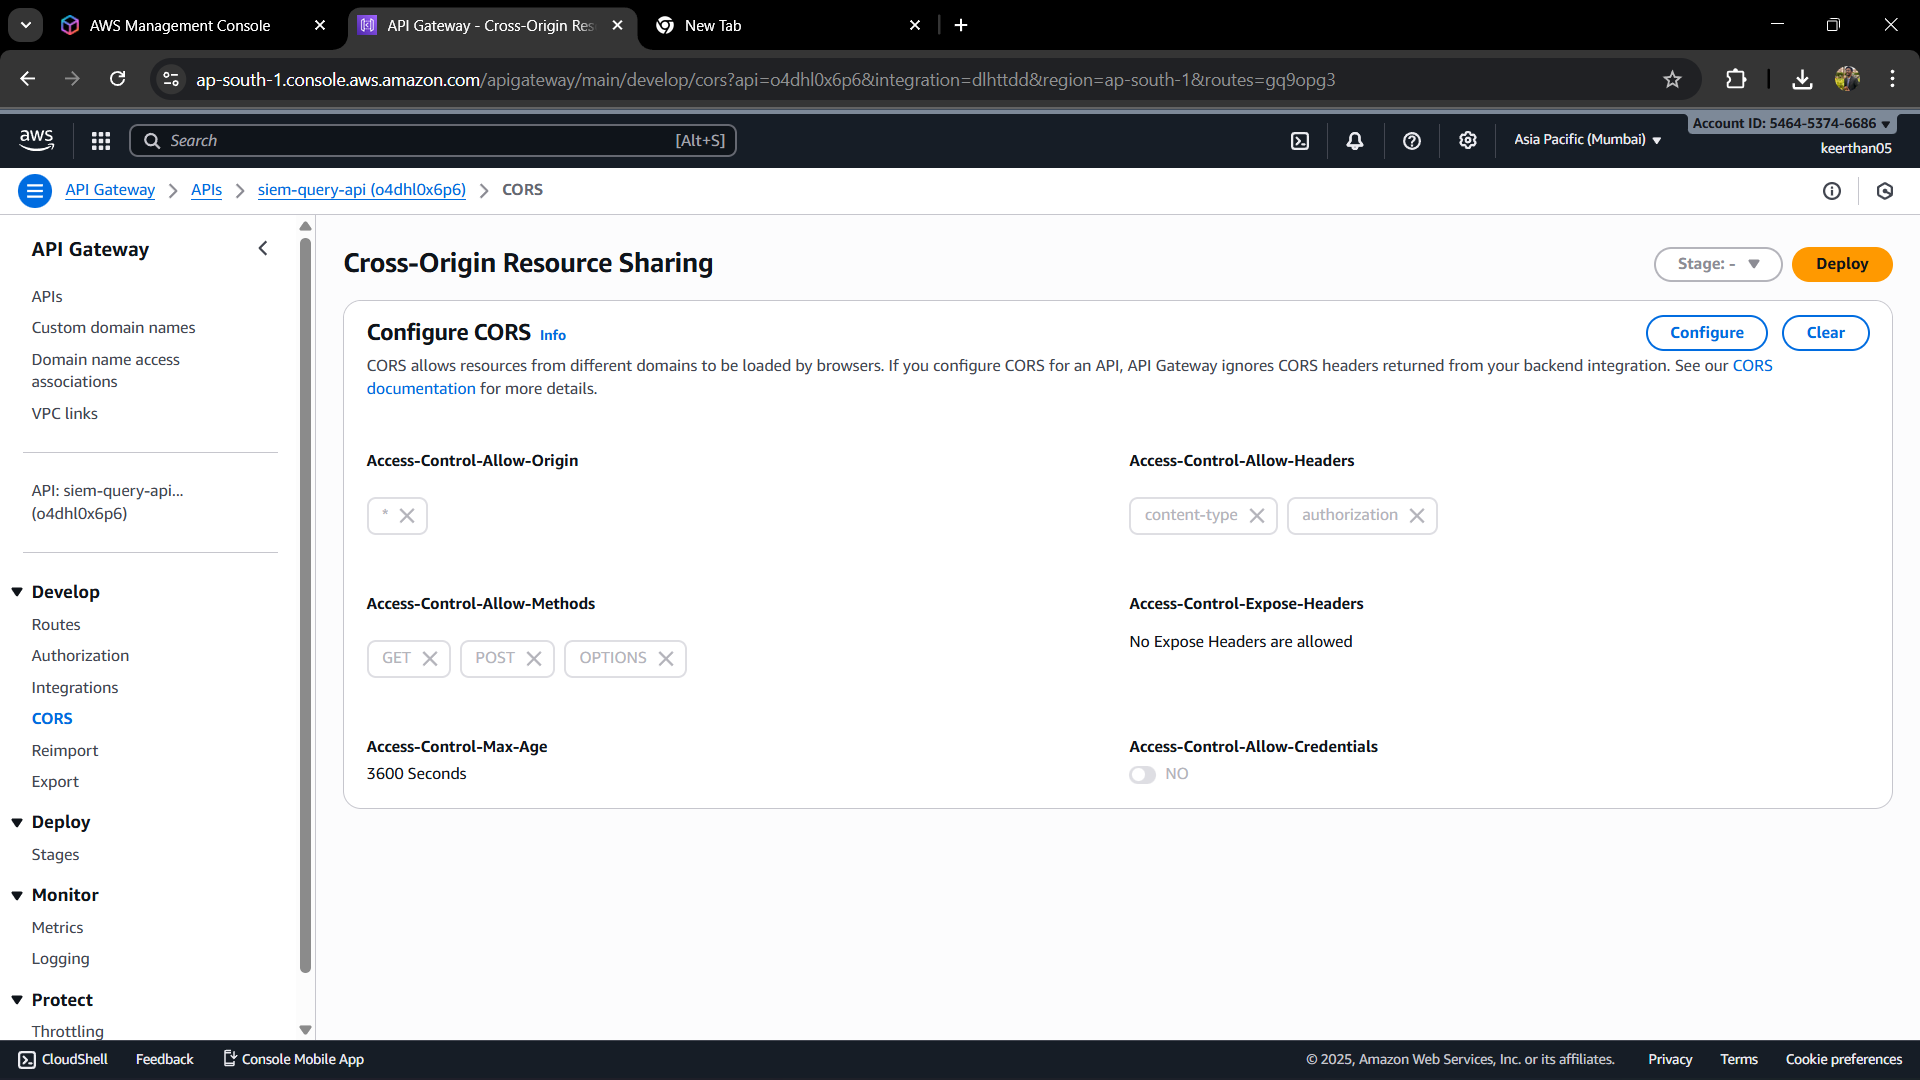 AWS Management Console
API Gateway - Cross-Origin Res
New Tab
ap-south-1.console.aws.amazon.com/apigateway/main/develop/cors?api=o4dhl0x6p6&integration=dlhttdd&region=ap-south-1&routes=gq9opg3
aws
Search
[Alt+S]
Asia Pacific (Mumbai)
Account ID: 5464-5374-6686
keerthan05
API Gateway
APIs
siem-query-api (o4dhl0x6p6)
CORS
API Gateway
APIs
Custom domain names
Domain name access
associations
VPC links
API: siem-query-api...
(o4dhl0x6p6)
Develop
Routes
Authorization
Integrations
CORS
Reimport
Export
Deploy
Stages
Monitor
Metrics
Logging
Protect
Throttling
Cross-Origin Resource Sharing
Stage: -
Deploy
Configure CORS Info
Configure
Clear
CORS allows resources from different domains to be loaded by browsers. If you configure CORS for an API, API Gateway ignores CORS headers returned from your backend integration. See our CORS
documentation for more details.
Access-Control-Allow-Origin
*
Access-Control-Allow-Headers
content-type
authorization
Access-Control-Allow-Methods
GET
POST
OPTIONS
Access-Control-Expose-Headers
No Expose Headers are allowed
Access-Control-Max-Age
3600 Seconds
Access-Control-Allow-Credentials
NO
CloudShell
Feedback
Console Mobile App
© 2025, Amazon Web Services, Inc. or its affiliates.
Privacy
Terms
Cookie preferences